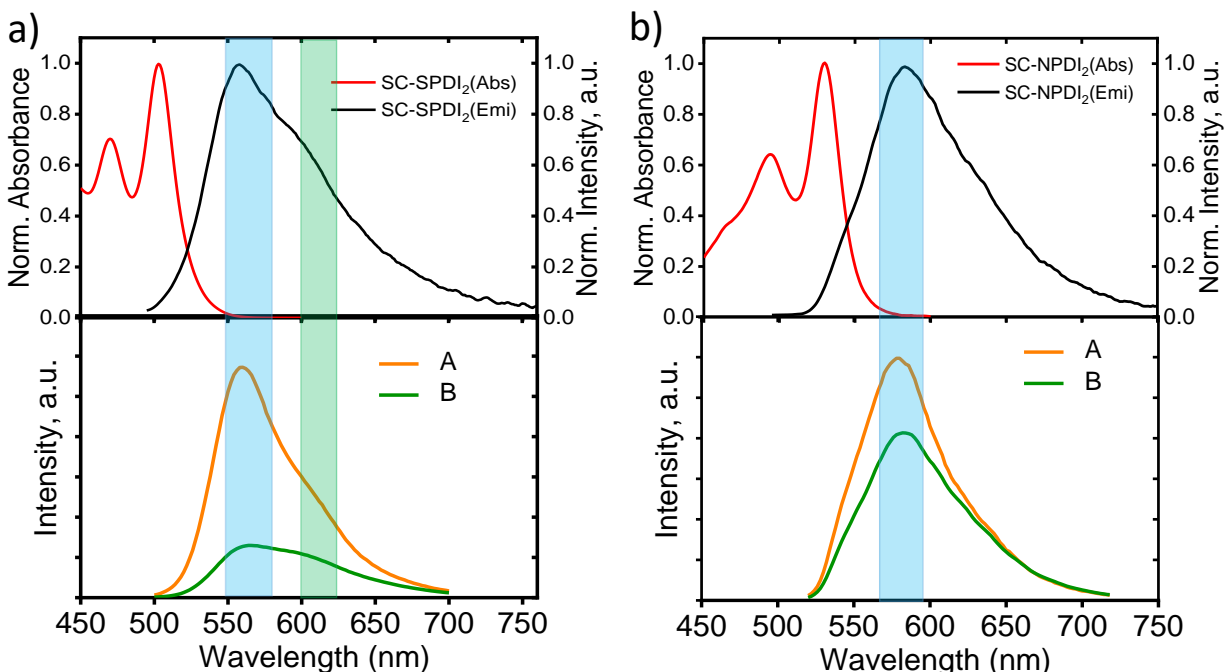 a)
Norm. Absorbance
1.0
0.8
0.6
0.4
0.2
0.0
SC-SPDI₂(Abs)
SC-SPDI₂(Emi)
1.0
0.8
0.6
0.4
0.2
0.0
Norm. Intensity, a.u.
Intensity, a.u.
A
B
450 500 550 600 650 700 750
Wavelength (nm)
b)
Norm. Absorbance
1.0
0.8
0.6
0.4
0.2
0.0
SC-NPDI₂(Abs)
SC-NPDI₂(Emi)
1.0
0.8
0.6
0.4
0.2
0.0
Norm. Intensity, a.u.
Intensity, a.u.
A
B
450 500 550 600 650 700 750
Wavelength (nm)